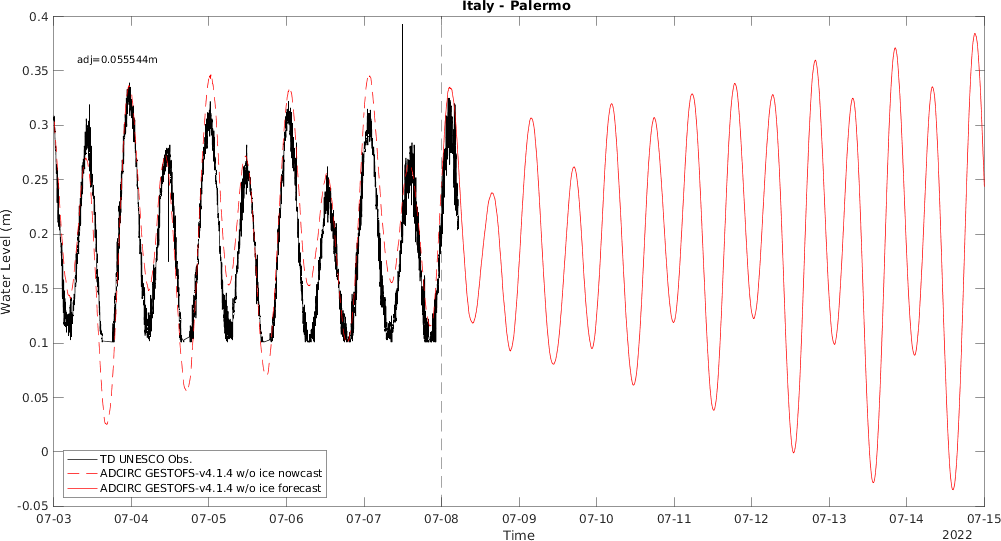 Italy - Palermo
adj=0.055544m
Water Level (m)
0.4
0.35
0.3
0.25
0.2
0.15
0.1
0.05
0
-0.05
TD UNESCO Obs.
ADCIRC GESTOFS-v4.1.4 w/o ice nowcast
ADCIRC GESTOFS-v4.1.4 w/o ice forecast
07-03 07-04 07-05 07-06 07-07 07-08 07-09 07-10 07-11 07-12 07-13 07-14 07-15
Time
2022